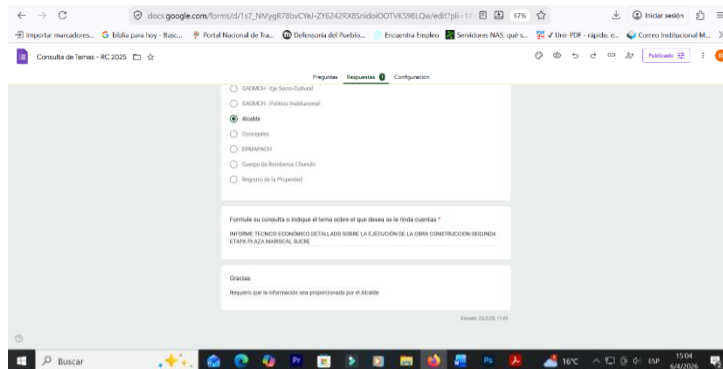 docs.google.com/forms/d/1s7_NMygR78bvCYeJ-ZY6242RX8SnidoiOOTVK598LQw/edit?pli=1
67%
Iniciar sesión
Importar marcadores...
biblia para hoy - Busc...
Portal Nacional de Tra...
Defensoría del Pueblo...
Encuentra Empleo
Servidores NAS: qué s...
Unir PDF - rápido, e...
Correo Institucional M...
Consulta de Temas - RC 2025
Publicado
Preguntas Respuestas 1 Configuración
GADMCH - Eje Socio-Cultural
GADMCH - Político Institucional
Alcalde
Concejales
EPMAPACH
Cuerpo de Bomberos Chunchi
Registro de la Propiedad
Formule su consulta o indique el tema sobre el que desea se le rinda cuentas *
INFORME TECNICO ECONÓMICO DETALLADO SOBRE LA EJECUCIÓN DE LA OBRA CONSTRUCCION SEGUNDA
ETAPA PLAZA MARISCAL SUCRE
Gracias
Requiero que la información sea proporcionada por el Alcalde
Buscar
16°C
ESP
15:04
6/4/2026